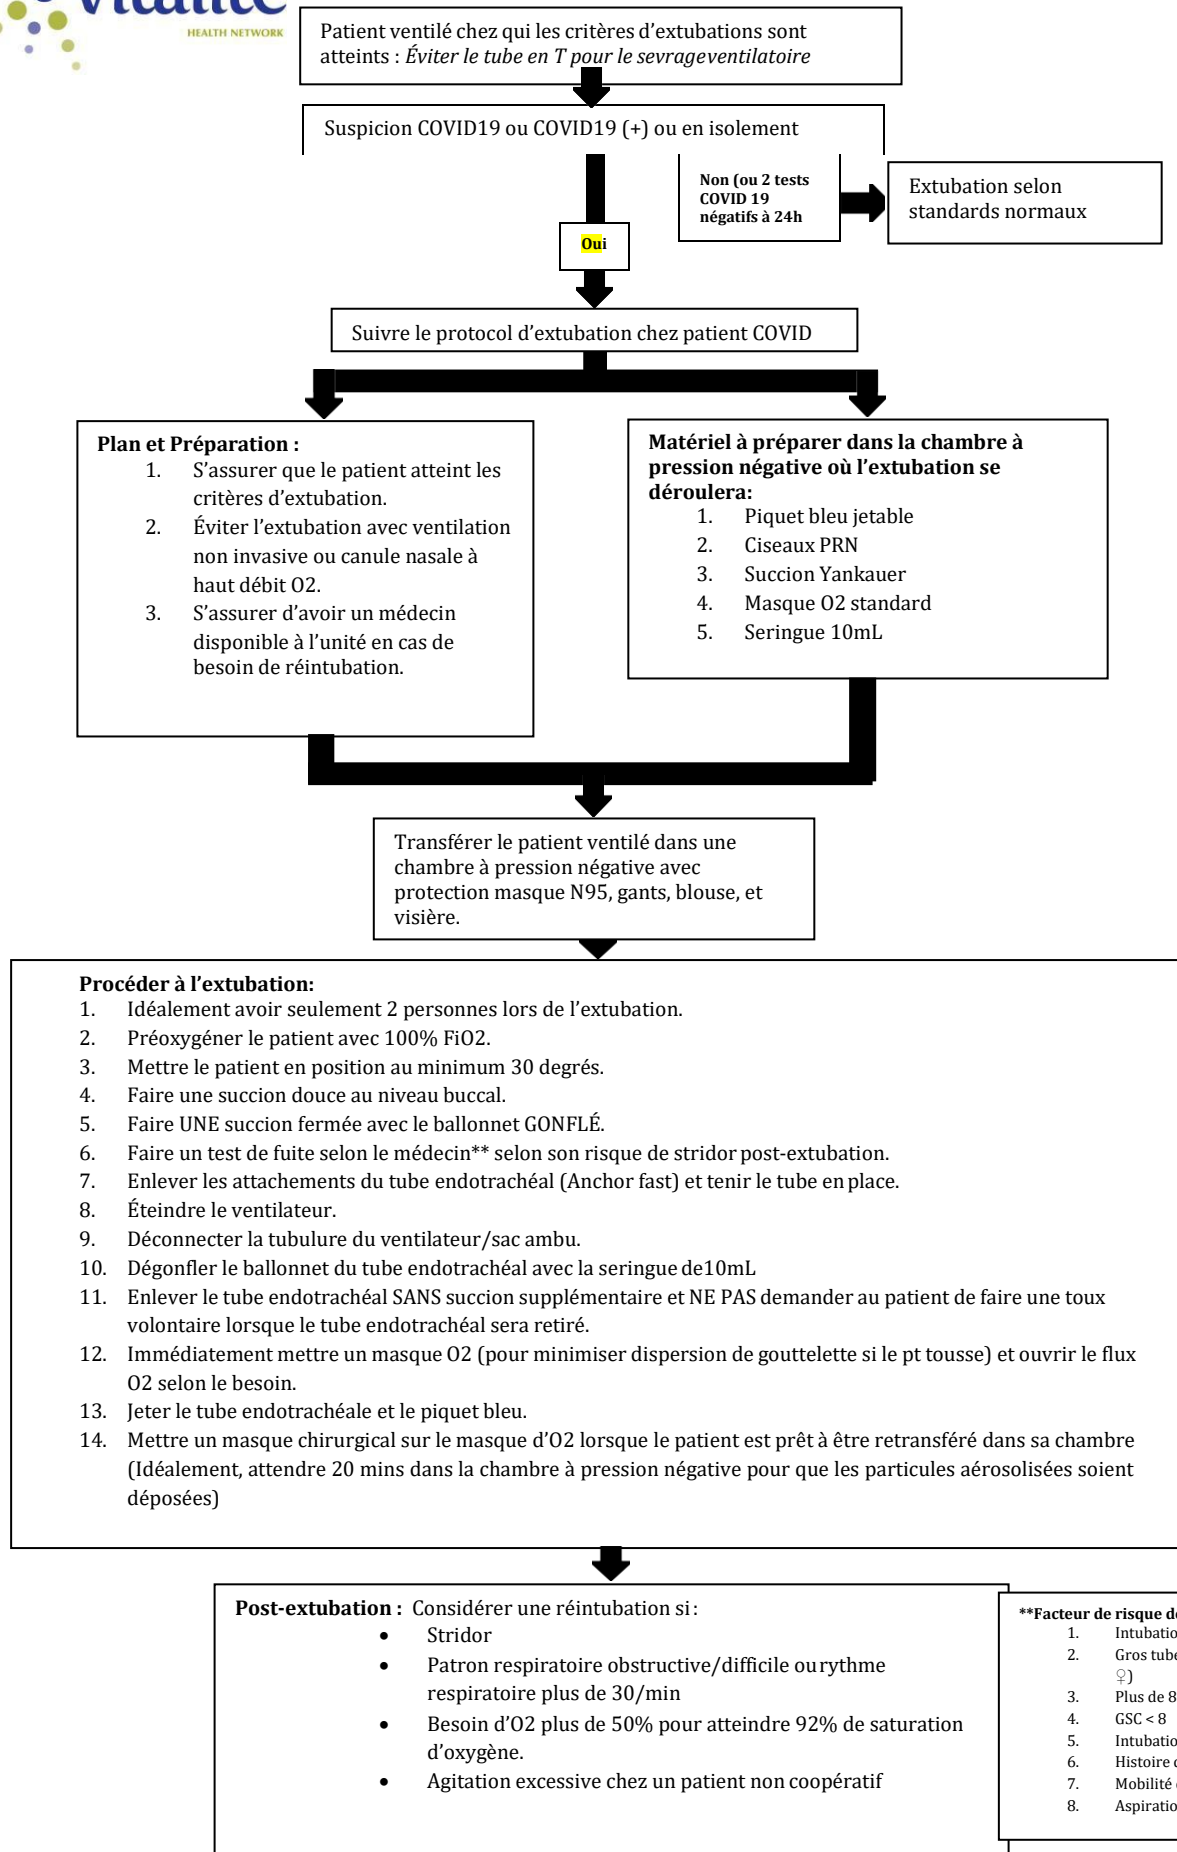 Vitalité
HEALTH NETWORK
Patient ventilé chez qui les critères d’extubations sont
atteints : Éviter le tube en T pour le sevrageventilatoire
Suspicion COVID19 ou COVID19 (+) ou en isolement
Non (ou 2 tests
COVID 19
négatifs à 24h
Extubation selon
standards normaux
Oui
Suivre le protocol d’extubation chez patient COVID
Plan et Préparation :
1. S’assurer que le patient atteint les
critères d’extubation.
2. Éviter l’extubation avec ventilation
non invasive ou canule nasale à
haut débit O2.
3. S’assurer d’avoir un médecin
disponible à l’unité en cas de
besoin de réintubation.
Matériel à préparer dans la chambre à
pression négative où l’extubation se
déroulera:
1. Piquet bleu jetable
2. Ciseaux PRN
3. Succion Yankauer
4. Masque O2 standard
5. Seringue 10mL
Transférer le patient ventilé dans une
chambre à pression négative avec
protection masque N95, gants, blouse, et
visière.
Procéder à l’extubation:
1. Idéalement avoir seulement 2 personnes lors de l’extubation.
2. Préoxygéner le patient avec 100% FiO2.
3. Mettre le patient en position au minimum 30 degrés.
4. Faire une succion douce au niveau buccal.
5. Faire UNE succion fermée avec le ballonnet GONFLÉ.
6. Faire un test de fuite selon le médecin** selon son risque de stridor post-extubation.
7. Enlever les attachements du tube endotrachéal (Anchor fast) et tenir le tube en place.
8. Éteindre le ventilateur.
9. Déconnecter la tubulure du ventilateur/sac ambu.
10. Dégonfler le ballonnet du tube endotrachéal avec la seringue de10mL
11. Enlever le tube endotrachéal SANS succion supplémentaire et NE PAS demander au patient de faire une toux
volontaire lorsque le tube endotrachéal sera retiré.
12. Immédiatement mettre un masque O2 (pour minimiser dispersion de gouttelette si le pt tousse) et ouvrir le flux
O2 selon le besoin.
13. Jeter le tube endotrachéale et le piquet bleu.
14. Mettre un masque chirurgical sur le masque d’O2 lorsque le patient est prêt à être retransféré dans sa chambre
(Idéalement, attendre 20 mins dans la chambre à pression négative pour que les particules aérosolisées soient
déposées)
Post-extubation : Considérer une réintubation si :
• Stridor
• Patron respiratoire obstructive/difficile ou rythme
respiratoire plus de 30/min
• Besoin d’O2 plus de 50% pour atteindre 92% de saturation
d’oxygène.
• Agitation excessive chez un patient non coopératif
**Facteur de risque de
1. Intubatio
2. Gros tube
♀)
3. Plus de 8
4. GSC < 8
5. Intubatio
6. Histoire
7. Mobilité
8. Aspiratio